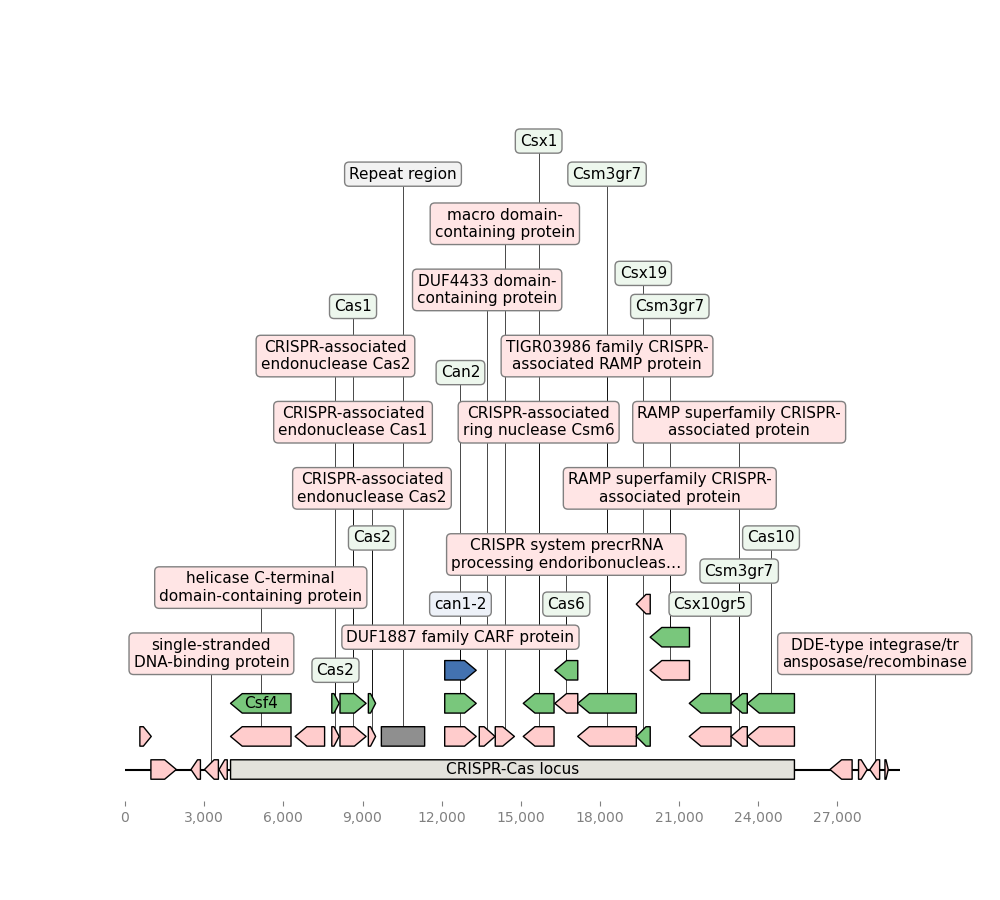 Csx1
Repeat region
Csm3gr7
macro domain-
containing protein
Csx19
DUF4433 domain-
containing protein
Cas1
Csm3gr7
CRISPR-associated
endonuclease Cas2
TIGR03986 family CRISPR-
associated RAMP protein
Can2
CRISPR-associated
endonuclease Cas1
CRISPR-associated
ring nuclease Csm6
RAMP superfamily CRISPR-
associated protein
CRISPR-associated
endonuclease Cas2
RAMP superfamily CRISPR-
associated protein
Cas2
Cas10
CRISPR system precrRNA
processing endoribonucleas...
Csm3gr7
helicase C-terminal
domain-containing protein
can1-2
Cas6
Csx10gr5
DUF1887 family CARF protein
single-stranded
DNA-binding protein
DDE-type integrase/tr
ansposase/recombinase
Cas2
Csf4
CRISPR-Cas locus
0
3,000
6,000
9,000
12,000
15,000
18,000
21,000
24,000
27,000